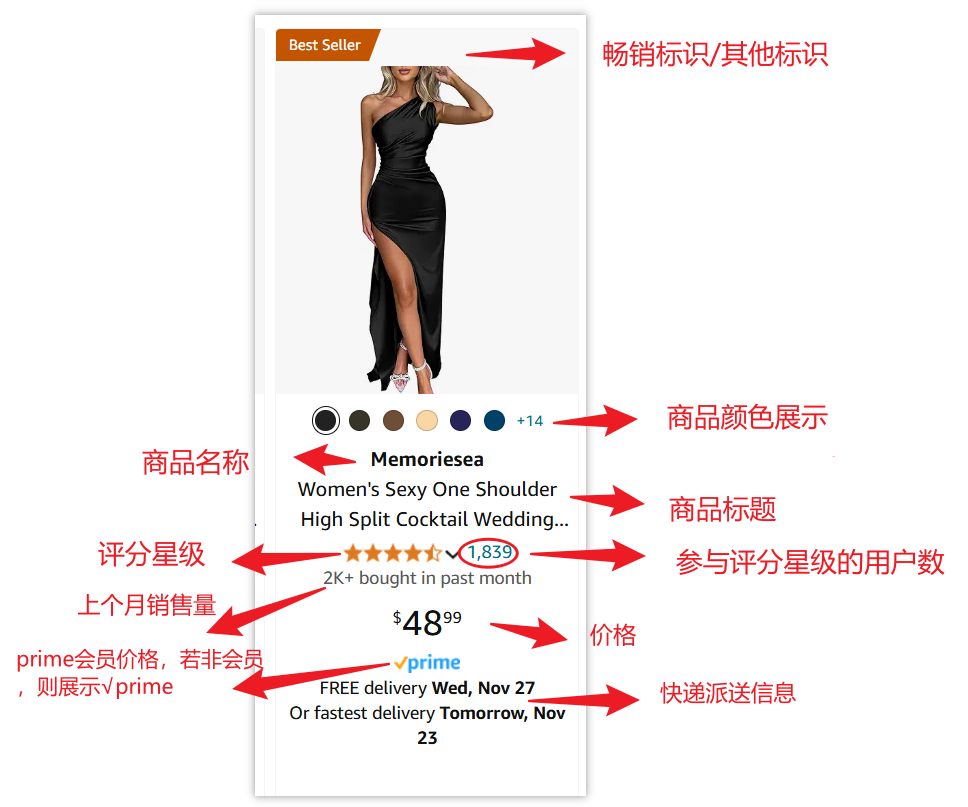 Best Seller
畅销标识/其他标识
+14
商品颜色展示
商品名称
Memoriesea
Women's Sexy One Shoulder
High Split Cocktail Wedding...
商品标题
评分星级
1,839
参与评分星级的用户数
2K+ bought in past month
上个月销售量
$48.99
价格
prime会员价格，若非会员
，则展示√prime
prime
FREE delivery Wed, Nov 27
快递派送信息
Or fastest delivery Tomorrow, Nov
23